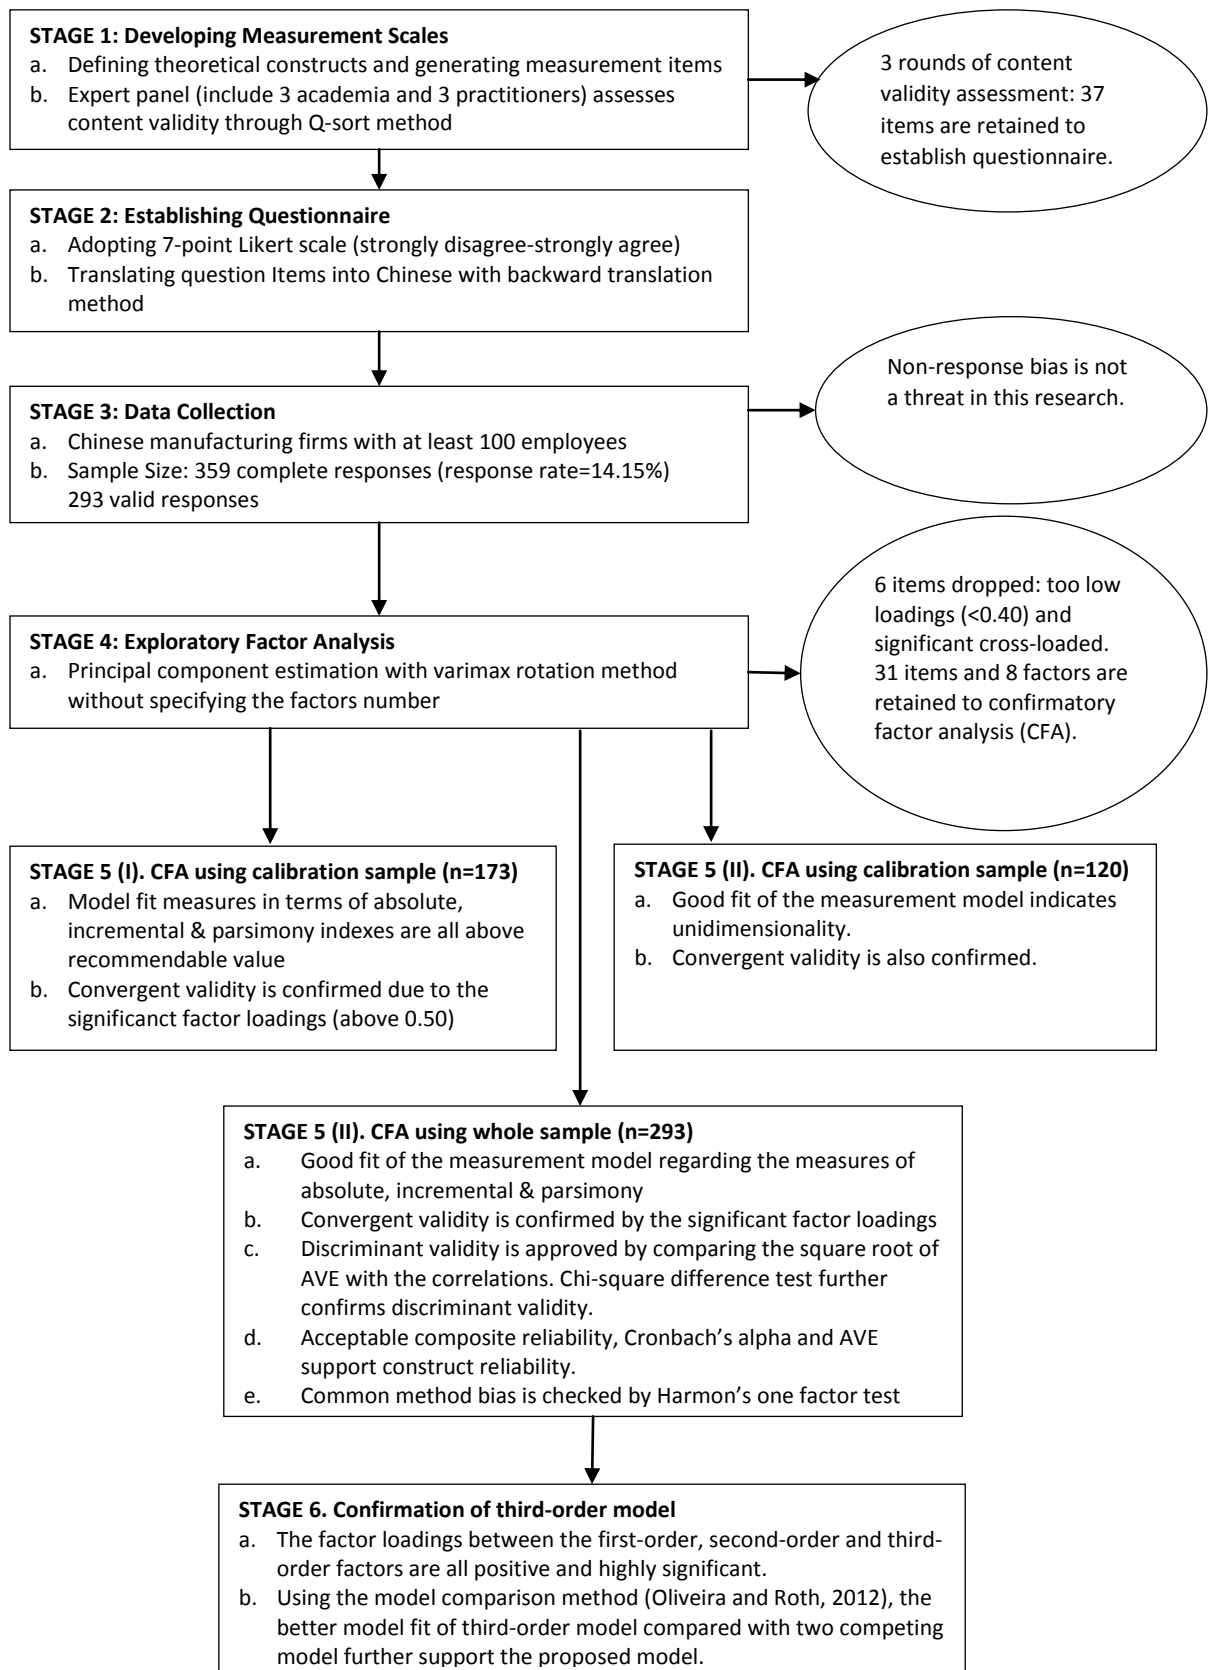 STAGE 1: Developing Measurement Scales
a. Defining theoretical constructs and generating measurement items
b. Expert panel (include 3 academia and 3 practitioners) assesses
content validity through Q-sort method
3 rounds of content
validity assessment: 37
items are retained to
establish questionnaire.
STAGE 2: Establishing Questionnaire
a. Adopting 7-point Likert scale (strongly disagree-strongly agree)
b. Translating question Items into Chinese with backward translation
method
STAGE 3: Data Collection
a. Chinese manufacturing firms with at least 100 employees
b. Sample Size: 359 complete responses (response rate=14.15%)
293 valid responses
Non-response bias is not
a threat in this research.
STAGE 4: Exploratory Factor Analysis
a. Principal component estimation with varimax rotation method
without specifying the factors number
6 items dropped: too low
loadings (<0.40) and
significant cross-loaded.
31 items and 8 factors are
retained to confirmatory
factor analysis (CFA).
STAGE 5 (I). CFA using calibration sample (n=173)
a. Model fit measures in terms of absolute,
incremental & parsimony indexes are all above
recommendable value
b. Convergent validity is confirmed due to the
significanct factor loadings (above 0.50)
STAGE 5 (II). CFA using calibration sample (n=120)
a. Good fit of the measurement model indicates
unidimensionality.
b. Convergent validity is also confirmed.
STAGE 5 (II). CFA using whole sample (n=293)
a. Good fit of the measurement model regarding the measures of
absolute, incremental & parsimony
b. Convergent validity is confirmed by the significant factor loadings
c. Discriminant validity is approved by comparing the square root of
AVE with the correlations. Chi-square difference test further
confirms discriminant validity.
d. Acceptable composite reliability, Cronbach's alpha and AVE
support construct reliability.
e. Common method bias is checked by Harmon's one factor test
STAGE 6. Confirmation of third-order model
a. The factor loadings between the first-order, second-order and third-
order factors are all positive and highly significant.
b. Using the model comparison method (Oliveira and Roth, 2012), the
better model fit of third-order model compared with two competing
model further support the proposed model.